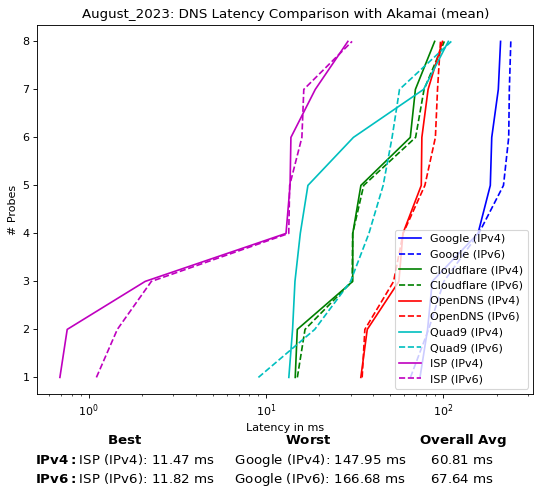 August_2023: DNS Latency Comparison with Akamai (mean)
8
7
6
5
4
3
2
1
# Probes
Google (IPv4)
Google (IPv6)
Cloudflare (IPv4)
Cloudflare (IPv6)
OpenDNS (IPv4)
OpenDNS (IPv6)
Quad9 (IPv4)
Quad9 (IPv6)
ISP (IPv4)
ISP (IPv6)
10⁰ 10¹ 10²
Latency in ms
Best Worst Overall Avg
IPv4: ISP (IPv4): 11.47 ms Google (IPv4): 147.95 ms 60.81 ms
IPv6: ISP (IPv6): 11.82 ms Google (IPv6): 166.68 ms 67.64 ms